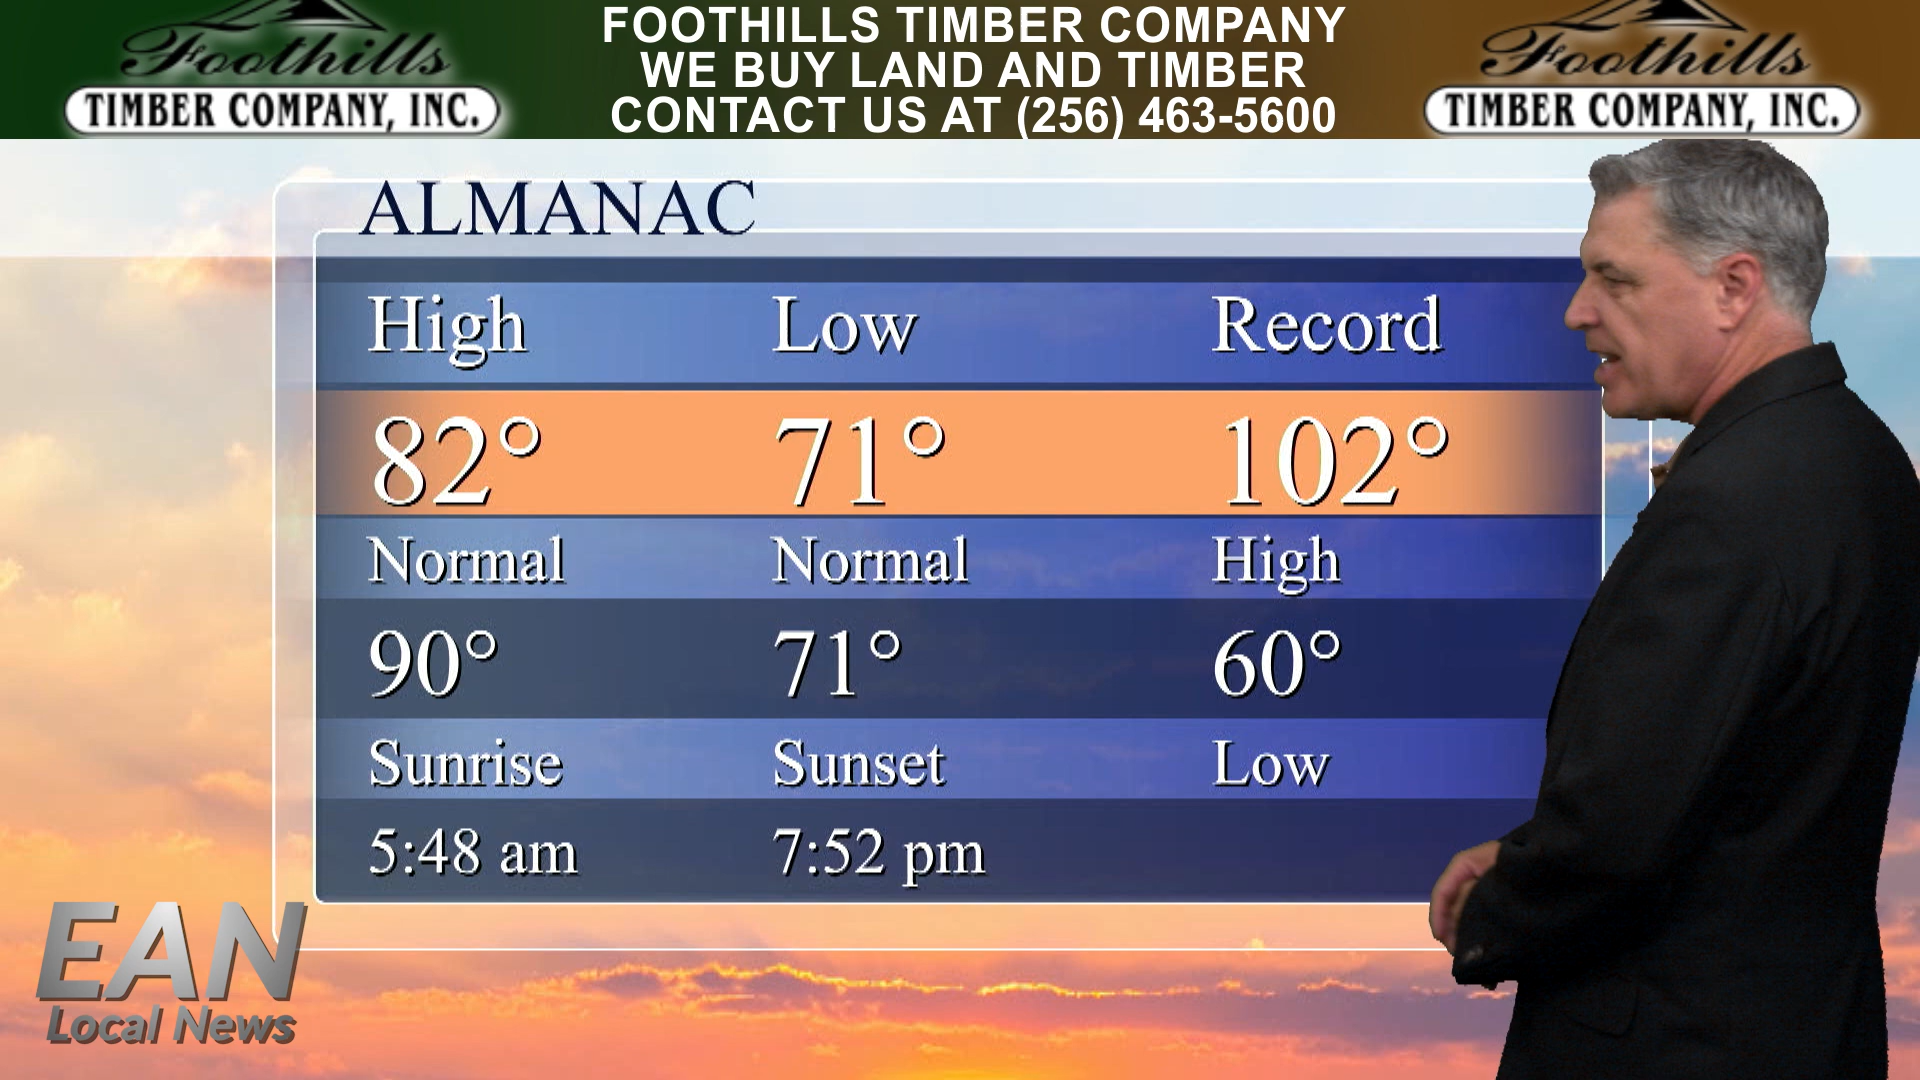 Foothills
TIMBER COMPANY, INC.
FOOTHILLS TIMBER COMPANY
WE BUY LAND AND TIMBER
CONTACT US AT (256) 463-5600
Foothills
TIMBER COMPANY, INC.
ALMANAC
High Low Record
82° 71° 102°
Normal Normal High
90° 71° 60°
Sunrise Sunset Low
5:48 am 7:52 pm
EAN
Local News